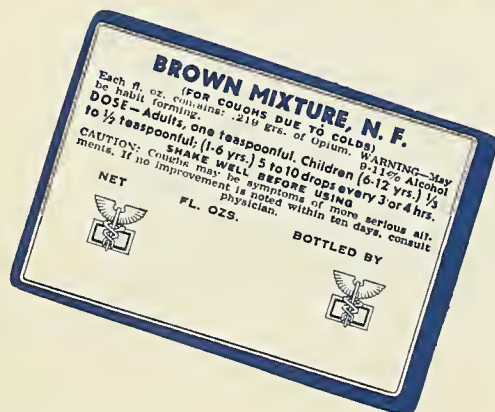 BROWN MIXTURE, N. F.
(FOR COUGHS DUE TO COLDS)
Each fl. oz. contains: .219 grs. of Opium. WARNING—May
be habit forming. 9-11% Alcohol
DOSE—Adults, one teaspoonful, Children (6-12 yrs.) ⅓
to ½ teaspoonful; (1-6 yrs.) 5 to 10 drops every 3 or 4 hrs.
SHAKE WELL BEFORE USING
CAUTION: Coughs may be symptoms of more serious ail-
ments. If no improvement is noted within ten days, consult
physician.
NET FL. OZS. BOTTLED BY